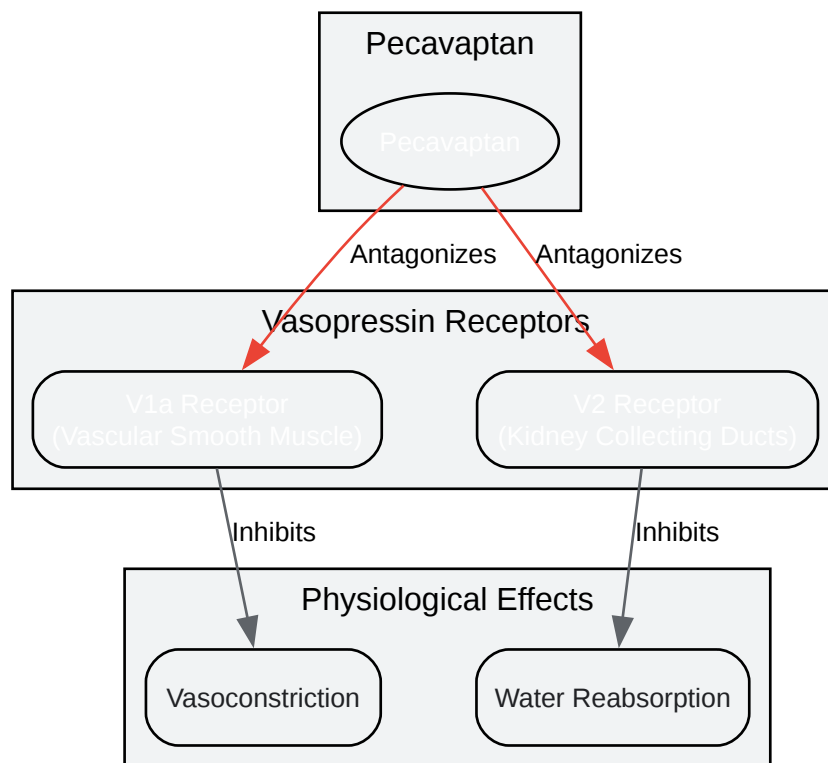 Pecavaptan
Pecavaptan
Antagonizes
Antagonizes
Vasopressin Receptors
V1a Receptor
(Vascular Smooth Muscle)
V2 Receptor
(Kidney Collecting Ducts)
Inhibits
Inhibits
Physiological Effects
Vasoconstriction
Water Reabsorption